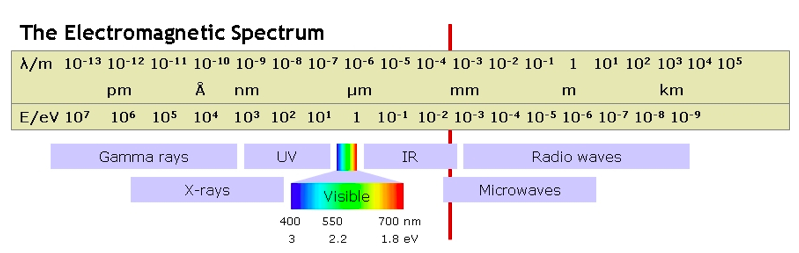 The Electromagnetic Spectrum
λ/m 10⁻¹³ 10⁻¹² 10⁻¹¹ 10⁻¹⁰ 10⁻⁹ 10⁻⁸ 10⁻⁷ 10⁻⁶ 10⁻⁵ 10⁻⁴ 10⁻³ 10⁻² 10⁻¹ 1 10¹ 10² 10³ 10⁴ 10⁵
pm Å nm µm mm m km
E/eV 10⁷ 10⁶ 10⁵ 10⁴ 10³ 10² 10¹ 1 10⁻¹ 10⁻² 10⁻³ 10⁻⁴ 10⁻⁵ 10⁻⁶ 10⁻⁷ 10⁻⁸ 10⁻⁹
Gamma rays UV IR Radio waves
X-rays Visible Microwaves
400 550 700 nm
3 2.2 1.8 eV